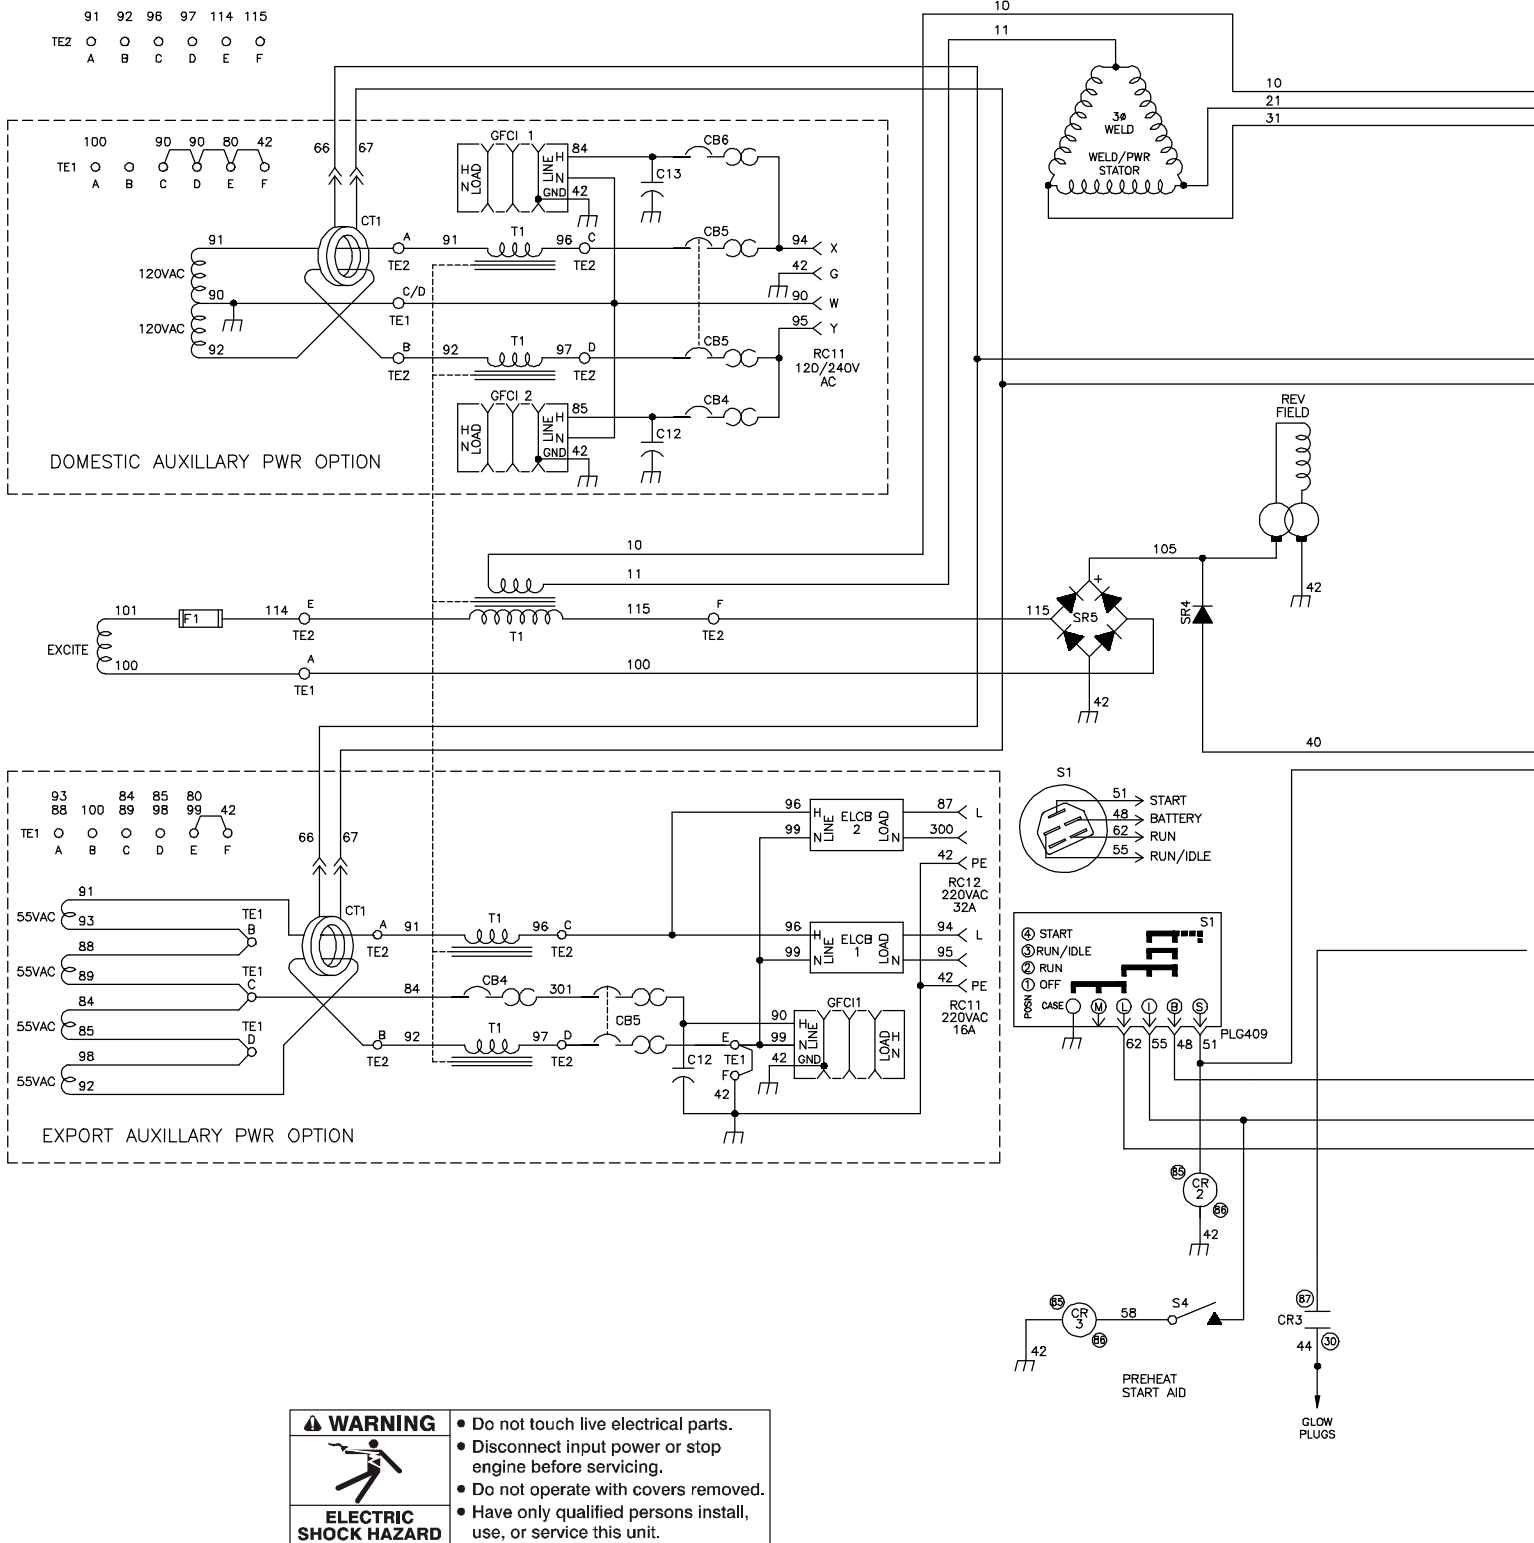 91 92 96 97 114 115
TE2
A B C D E F
10
11
10
21
31
3ø
WELD
WELD/PWR
STATOR
100 90 90 80 42
TE1
A B C D E F
66 67
GFCI 1
H
N
LOAD
LINE
H
N
GND
84
42
CB6
C13
CT1
91
120VAC
90
120VAC
92
A
TE2
91
T1
96 C
TE2
CB5
94 X
42 G
C/D
TE1
90 W
95 Y
B
TE2
92
T1
97 D
TE2
CB5
RC11
12D/240V
AC
GFCI 2
H
N
LOAD
LINE
H
N
GND
85
42
CB4
C12
DOMESTIC AUXILLARY PWR OPTION
REV
FIELD
105
42
10
11
101
F1
114 E
TE2
T1
115 F
TE2
115
+
SR5
SR4
EXCITE
100
A
TE1
100
42
40
93 84 85 80
88 100 89 98 99 42
TE1
A B C D E F
66 67
96
99
H
N
LINE
ELCB
2
LOAD
N
87 L
300
42 PE
RC12
220VAC
32A
S1
51 START
48 BATTERY
62 RUN
55 RUN/IDLE
91
55VAC
93
TE1
B
88
55VAC
89
TE1
C
84
55VAC
85
TE1
D
98
55VAC
92
CT1
A
TE2
91
T1
96 C
TE2
96
99
H
N
LINE
ELCB
1
LOAD
N
94 L
95
42 PE
RC11
220VAC
16A
84
CB4
301
CB5
B
TE2
92
T1
97 D
TE2
C12
E
TE1
F
42
GFCI1
90
99
42
H
N
LINE
GND
LOAD
H
N
EXPORT AUXILLARY PWR OPTION
S1
4 START
3 RUN/IDLE
2 RUN
1 OFF
POSN
CASE M L I B S
PLG409
62 55 48 51
85
CR
2
86
42
85
CR
3
86
42
58
S4
PREHEAT
START AID
87
CR3
44
30
GLOW
PLUGS
WARNING
ELECTRIC
SHOCK HAZARD
• Do not touch live electrical parts.
• Disconnect input power or stop
engine before servicing.
• Do not operate with covers removed.
• Have only qualified persons install,
use, or service this unit.